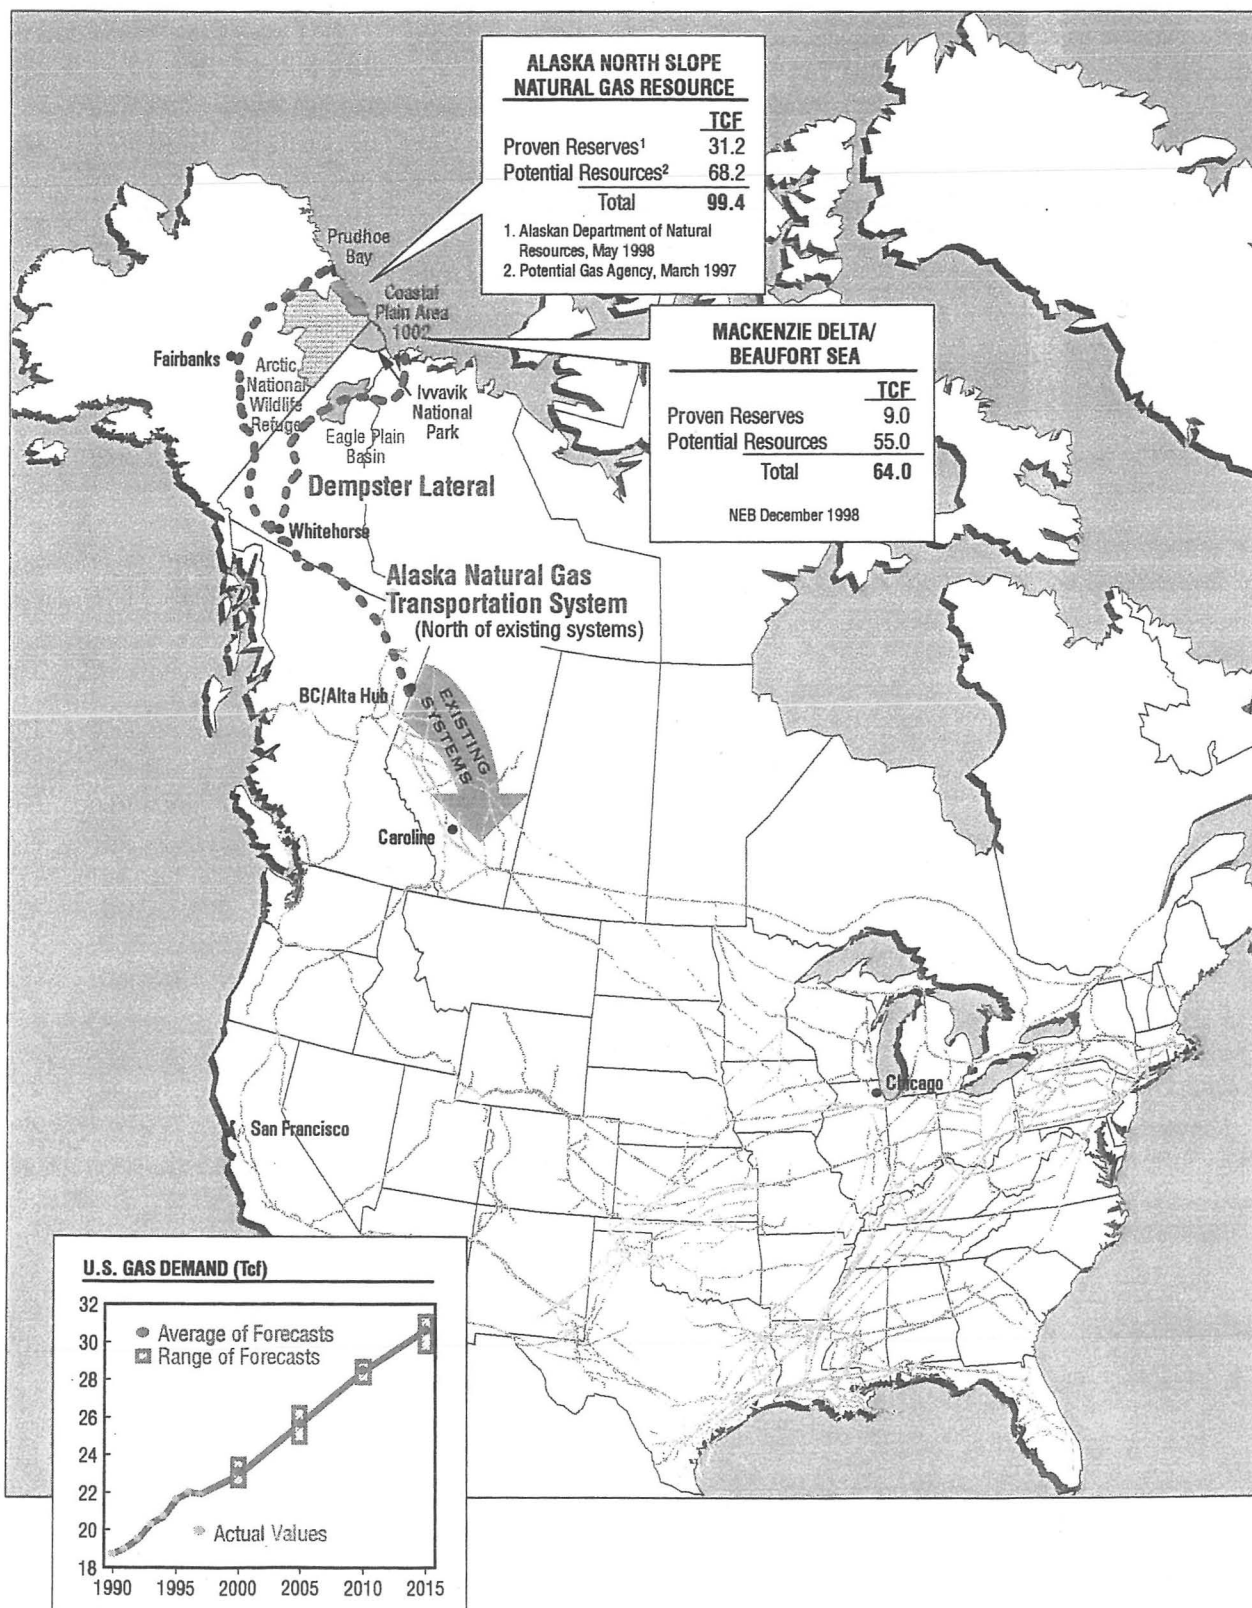 ALASKA NORTH SLOPE
NATURAL GAS RESOURCE
TCF
Proven Reserves¹ 31.2
Potential Resources² 68.2
Total 99.4
1. Alaskan Department of Natural
Resources, May 1998
2. Potential Gas Agency, March 1997
MACKENZIE DELTA/
BEAUFORT SEA
TCF
Proven Reserves 9.0
Potential Resources 55.0
Total 64.0
NEB December 1998
Prudhoe
Bay
Coastal
Plain Area
1002
Fairbanks
Arctic
National
Wildlife
Refuge
Ivvavik
National
Park
Eagle Plain
Basin
Dempster Lateral
Whitehorse
Alaska Natural Gas
Transportation System
(North of existing systems)
BC/Alta Hub
EXISTING
SYSTEMS
Caroline
Chicago
San Francisco
U.S. GAS DEMAND (Tcf)
32
30
28
26
24
22
20
18
Average of Forecasts
Range of Forecasts
Actual Values
1990 1995 2000 2005 2010 2015